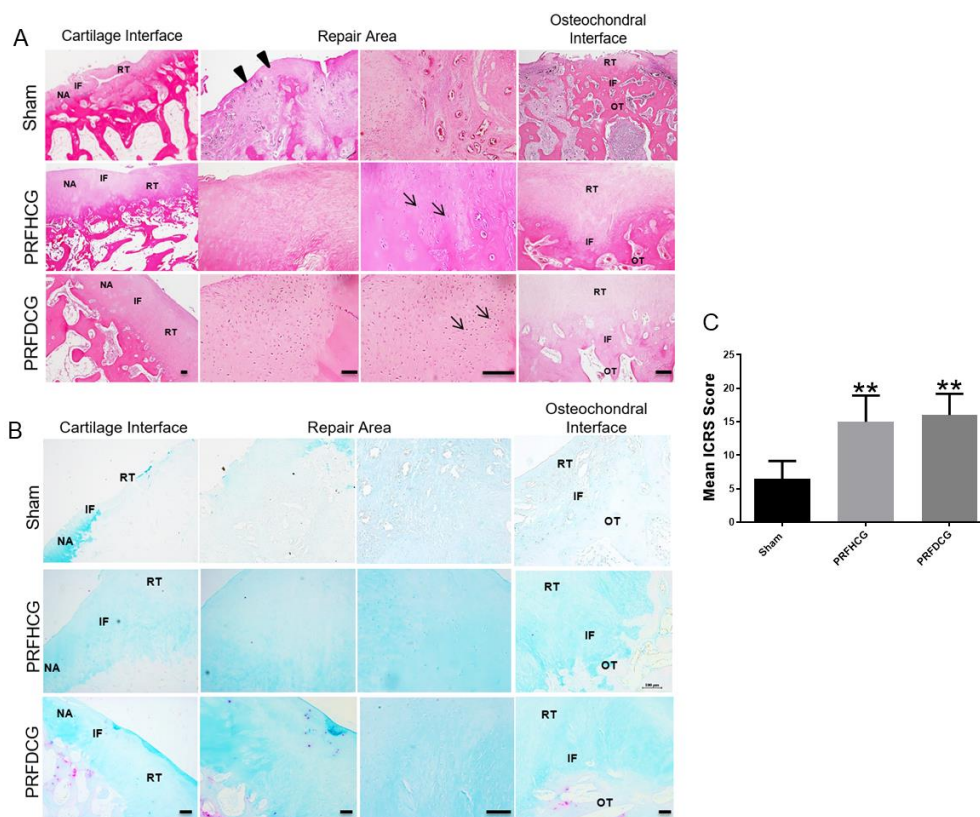 A
Cartilage Interface
Repair Area
Osteochondral
Interface
Sham
RT
IF
NA
RT
IF
OT
PRFHCG
NA
IF
RT
RT
IF
OT
PRFDCG
NA
IF
RT
RT
IF
OT
B
Cartilage Interface
Repair Area
Osteochondral
Interface
Sham
RT
IF
NA
RT
IF
OT
PRFHCG
RT
IF
NA
RT
IF
OT
PRFDCG
NA
IF
RT
RT
IF
OT
C
Mean ICRS Score
25
20
15
10
5
0
**
**
Sham
PRFHCG
PRFDCG